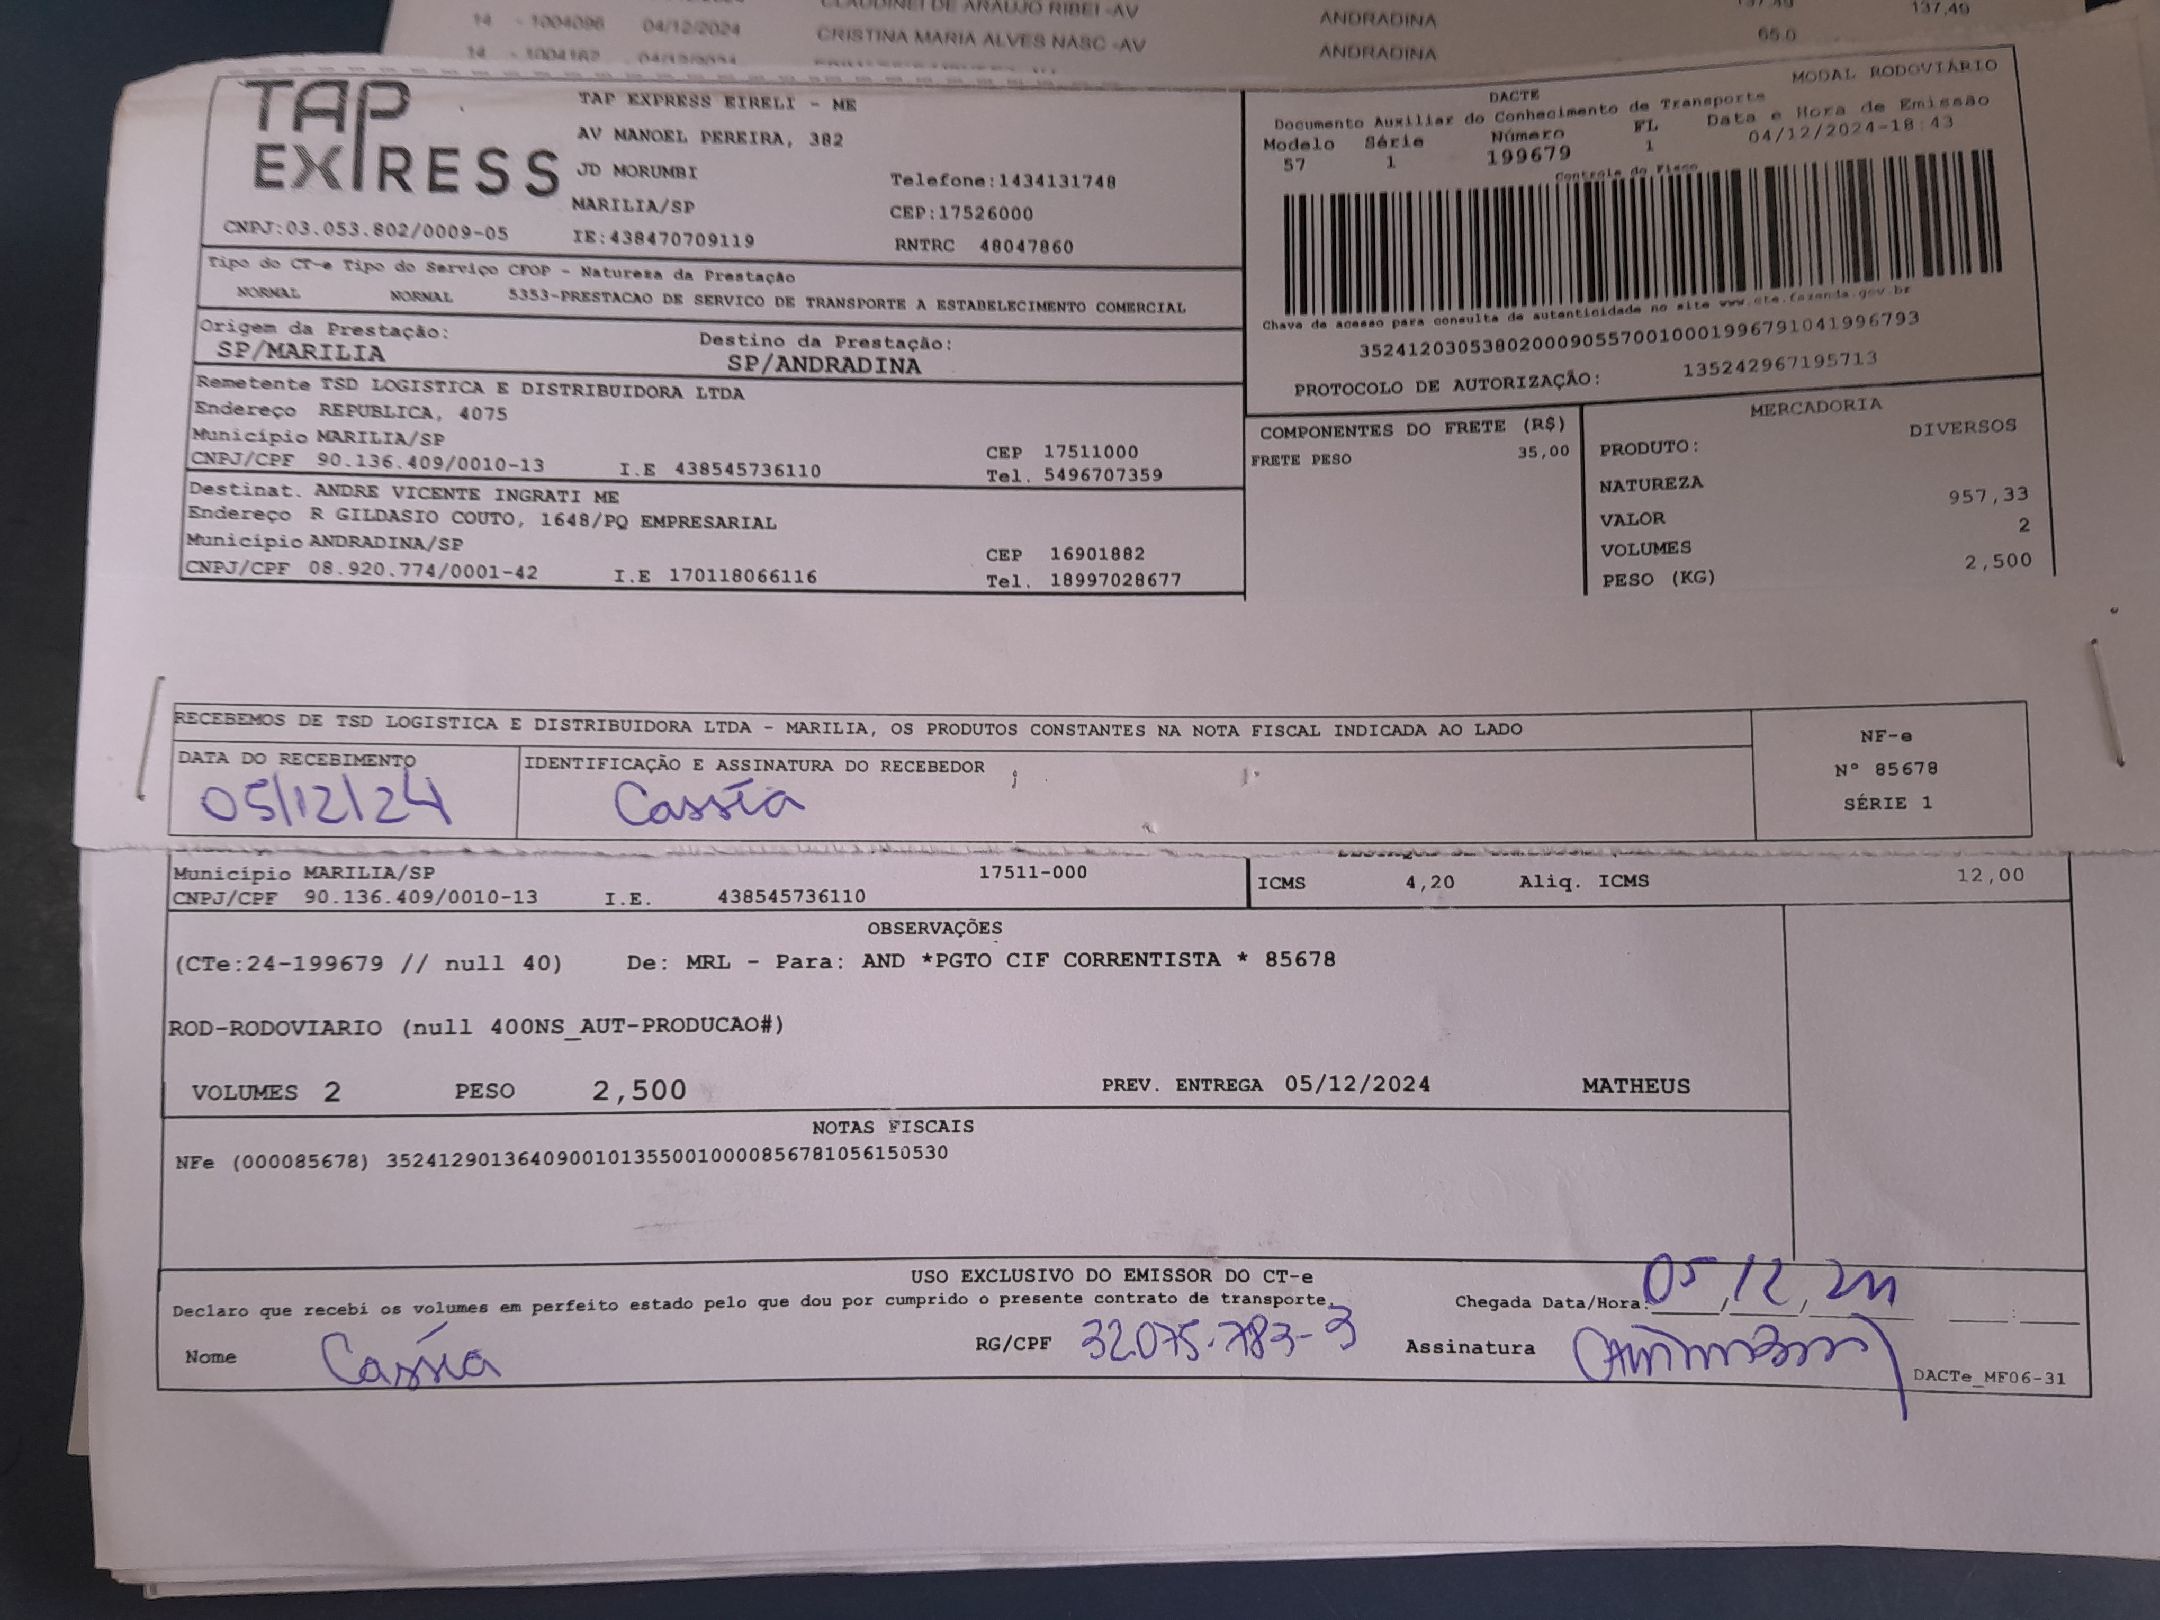 14 - 1004096 04/12/2024 CRISTINA MARIA ALVES NASC -AV ANDRADINA 65.0 137,49
14 - 1004162 04/12/2024 ANDRADINA
TAP EXPRESS
TAP EXPRESS EIRELI - ME
AV MANOEL PEREIRA, 382
JD MORUMBI Telefone:1434131748
MARILIA/SP CEP:17526000
CNPJ:03.053.802/0009-05 IE:438470709119 RNTRC 48047860
MODAL RODOVIÁRIO
DACTE
Documento Auxiliar do Conhecimento de Transporte
Modelo Série Número FL Data e Hora de Emissão
57 1 199679 1 04/12/2024-18:43
Controle do Fisco
Chave de acesso para consulta de autenticidade no site www.cte.fazenda.gov.br
35241203053802000905570010001996791041996793
PROTOCOLO DE AUTORIZAÇÃO: 135242967195713
Tipo do CT-e Tipo do Serviço CFOP - Natureza da Prestação
NORMAL NORMAL 5353-PRESTACAO DE SERVICO DE TRANSPORTE A ESTABELECIMENTO COMERCIAL
Origem da Prestação: Destino da Prestação:
SP/MARILIA SP/ANDRADINA
Remetente TSD LOGISTICA E DISTRIBUIDORA LTDA
Endereço REPUBLICA, 4075
Município MARILIA/SP CEP 17511000
CNPJ/CPF 90.136.409/0010-13 I.E 438545736110 Tel. 5496707359
Destinat. ANDRE VICENTE INGRATI ME
Endereço R GILDASIO COUTO, 1648/PQ EMPRESARIAL
Município ANDRADINA/SP CEP 16901882
CNPJ/CPF 08.920.774/0001-42 I.E 170118066116 Tel. 18997028677
COMPONENTES DO FRETE (R$)
FRETE PESO 35,00
MERCADORIA
PRODUTO: DIVERSOS
NATUREZA
VALOR 957,33
VOLUMES 2
PESO (KG) 2,500
RECEBEMOS DE TSD LOGISTICA E DISTRIBUIDORA LTDA - MARILIA, OS PRODUTOS CONSTANTES NA NOTA FISCAL INDICADA AO LADO
DATA DO RECEBIMENTO IDENTIFICAÇÃO E ASSINATURA DO RECEBEDOR
05/12/24 Cassía
NF-e
Nº 85678
SÉRIE 1
Município MARILIA/SP 17511-000
CNPJ/CPF 90.136.409/0010-13 I.E. 438545736110
ICMS 4,20 Aliq. ICMS 12,00
OBSERVAÇÕES
(CTe:24-199679 // null 40) De: MRL - Para: AND *PGTO CIF CORRENTISTA * 85678
ROD-RODOVIARIO (null 400NS_AUT-PRODUCAO#)
VOLUMES 2 PESO 2,500 PREV. ENTREGA 05/12/2024 MATHEUS
NOTAS FISCAIS
NFe (000085678) 35241290136409001013550010000856781056150530
USO EXCLUSIVO DO EMISSOR DO CT-e
Declaro que recebi os volumes em perfeito estado pelo que dou por cumprido o presente contrato de transporte. Chegada Data/Hora: 05/12/24
Nome Cassía RG/CPF 32.075.783-3 Assinatura
DACTe_MF06-31